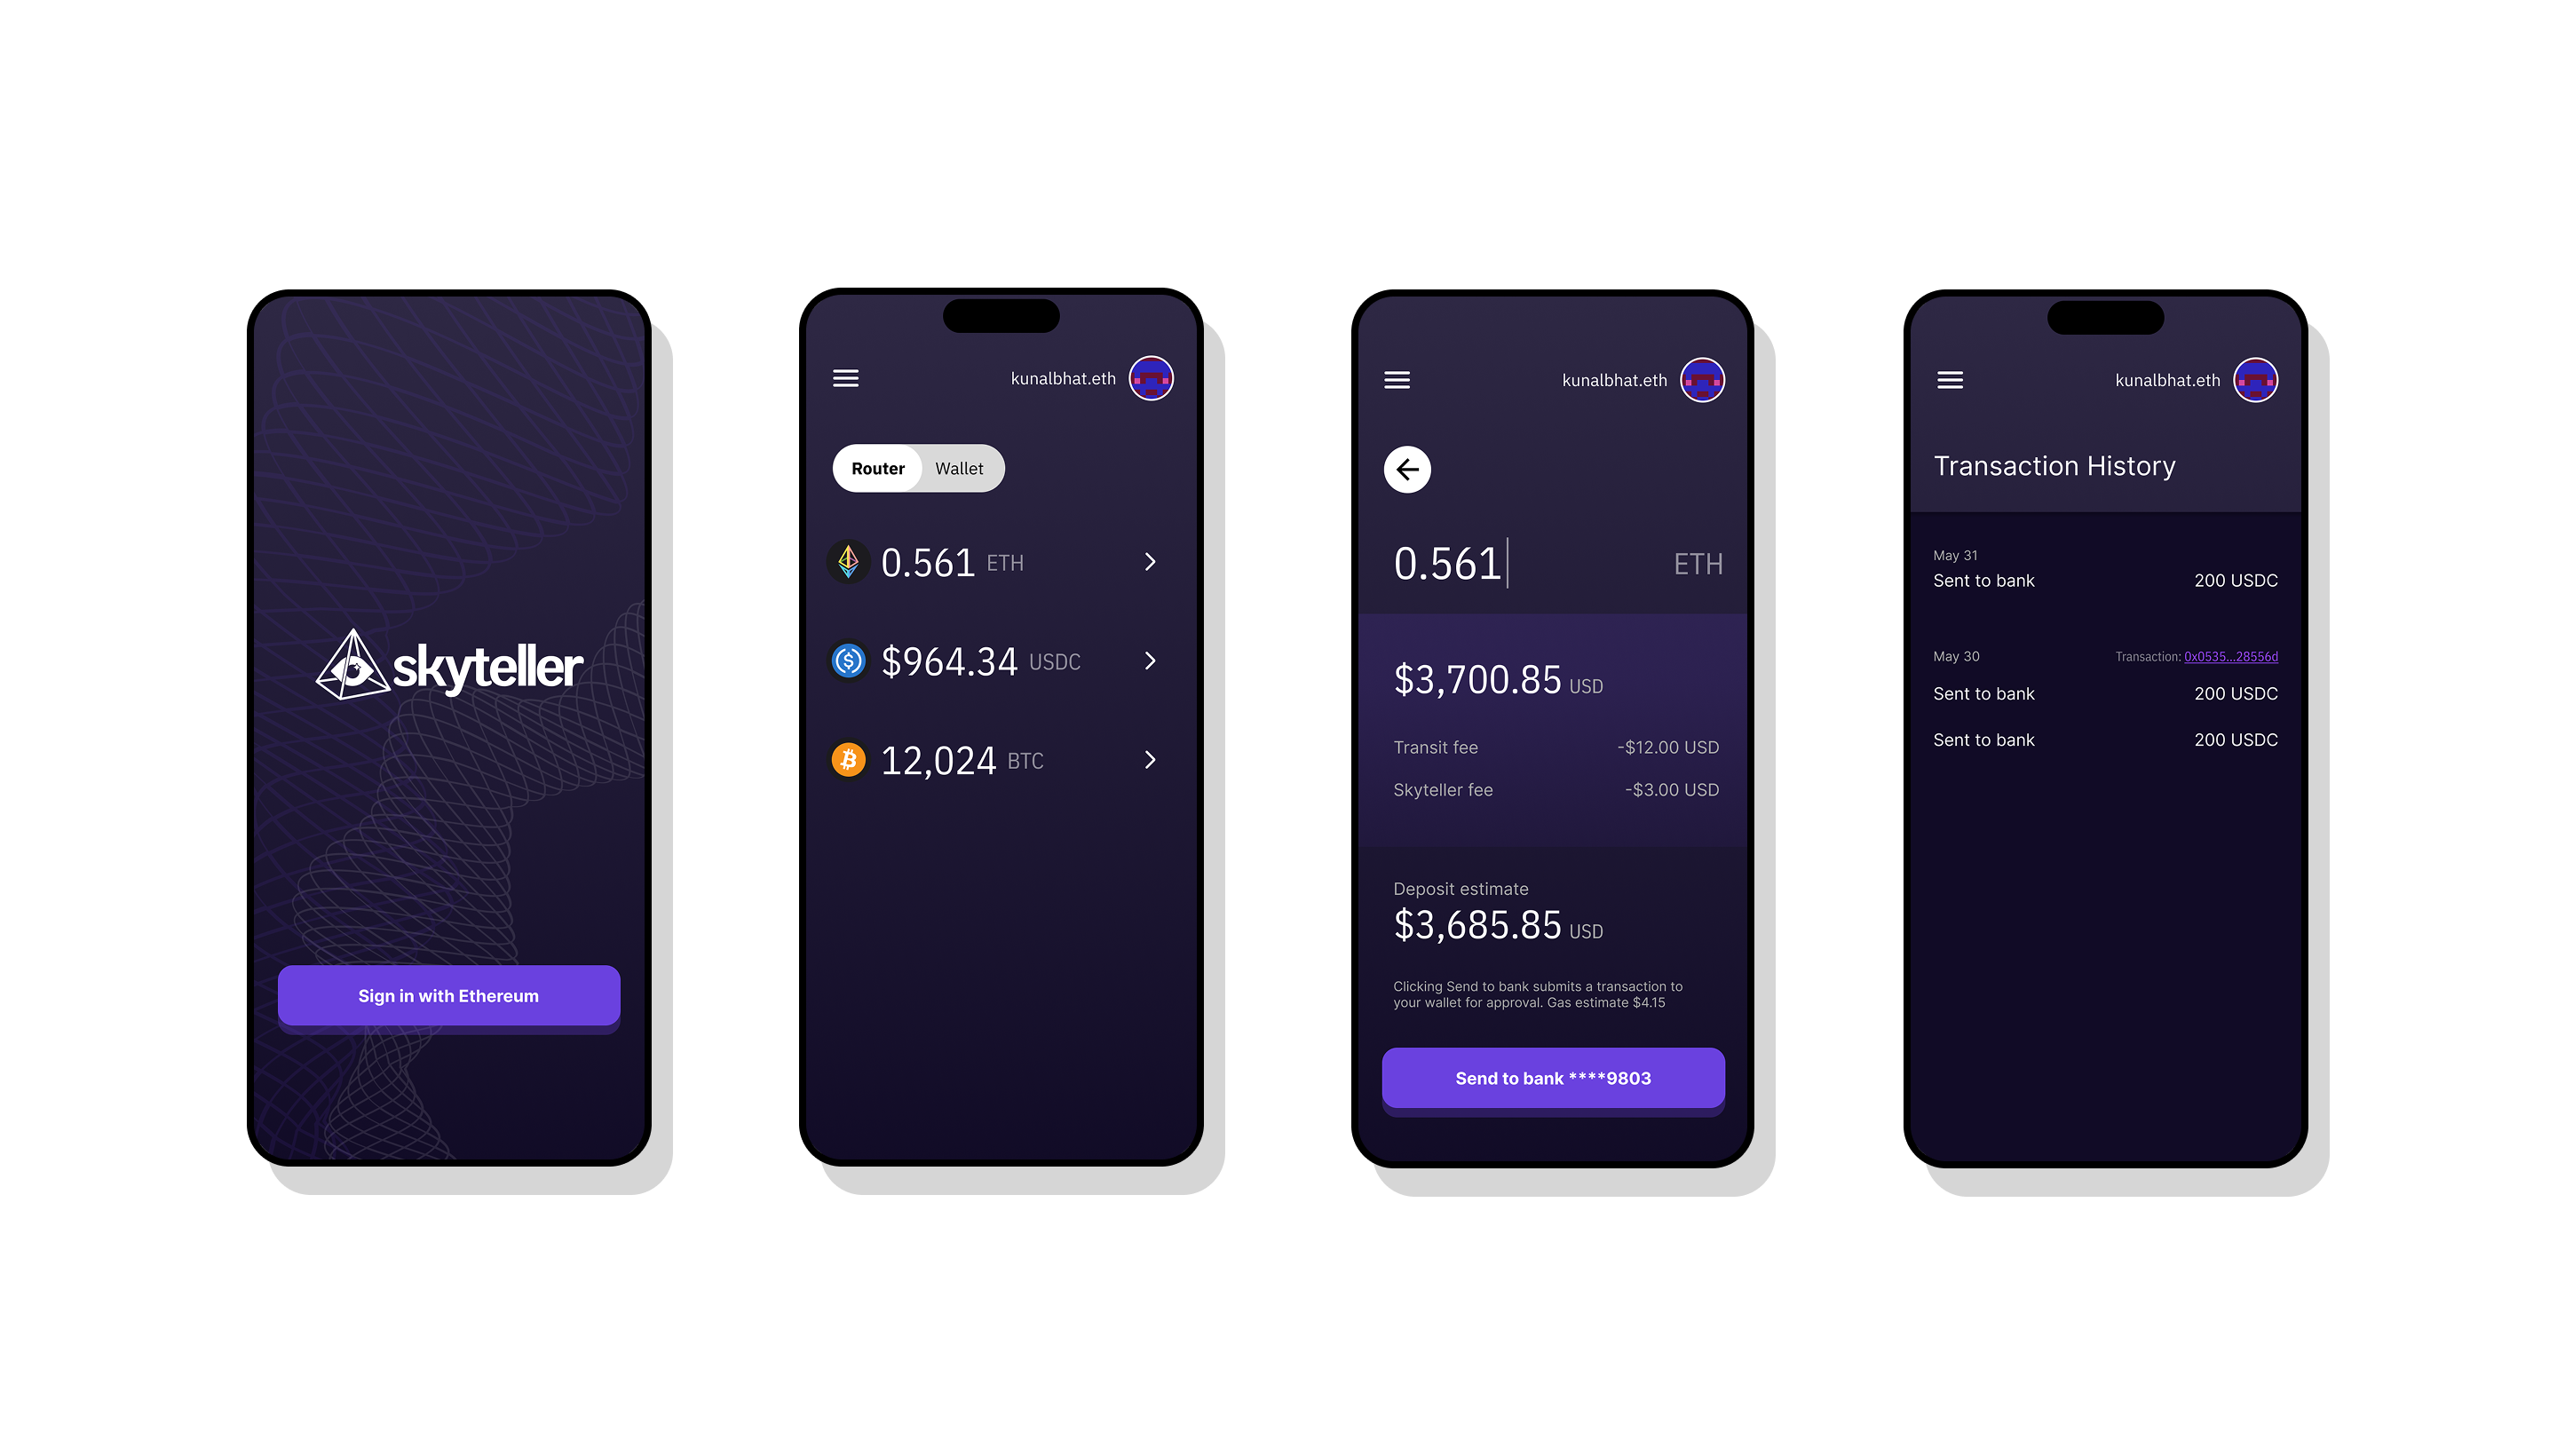 skyteller
Sign in with Ethereum
kunalbhat.eth
Router Wallet
0.561 ETH
$964.34 USDC
12,024 BTC
kunalbhat.eth
0.561 ETH
$3,700.85 USD
Transit fee -$12.00 USD
Skyteller fee -$3.00 USD
Deposit estimate
$3,685.85 USD
Clicking Send to bank submits a transaction to
your wallet for approval. Gas estimate $4.15
Send to bank ****9803
kunalbhat.eth
Transaction History
May 31
Sent to bank 200 USDC
May 30 Transaction: 0x0535...28556d
Sent to bank 200 USDC
Sent to bank 200 USDC